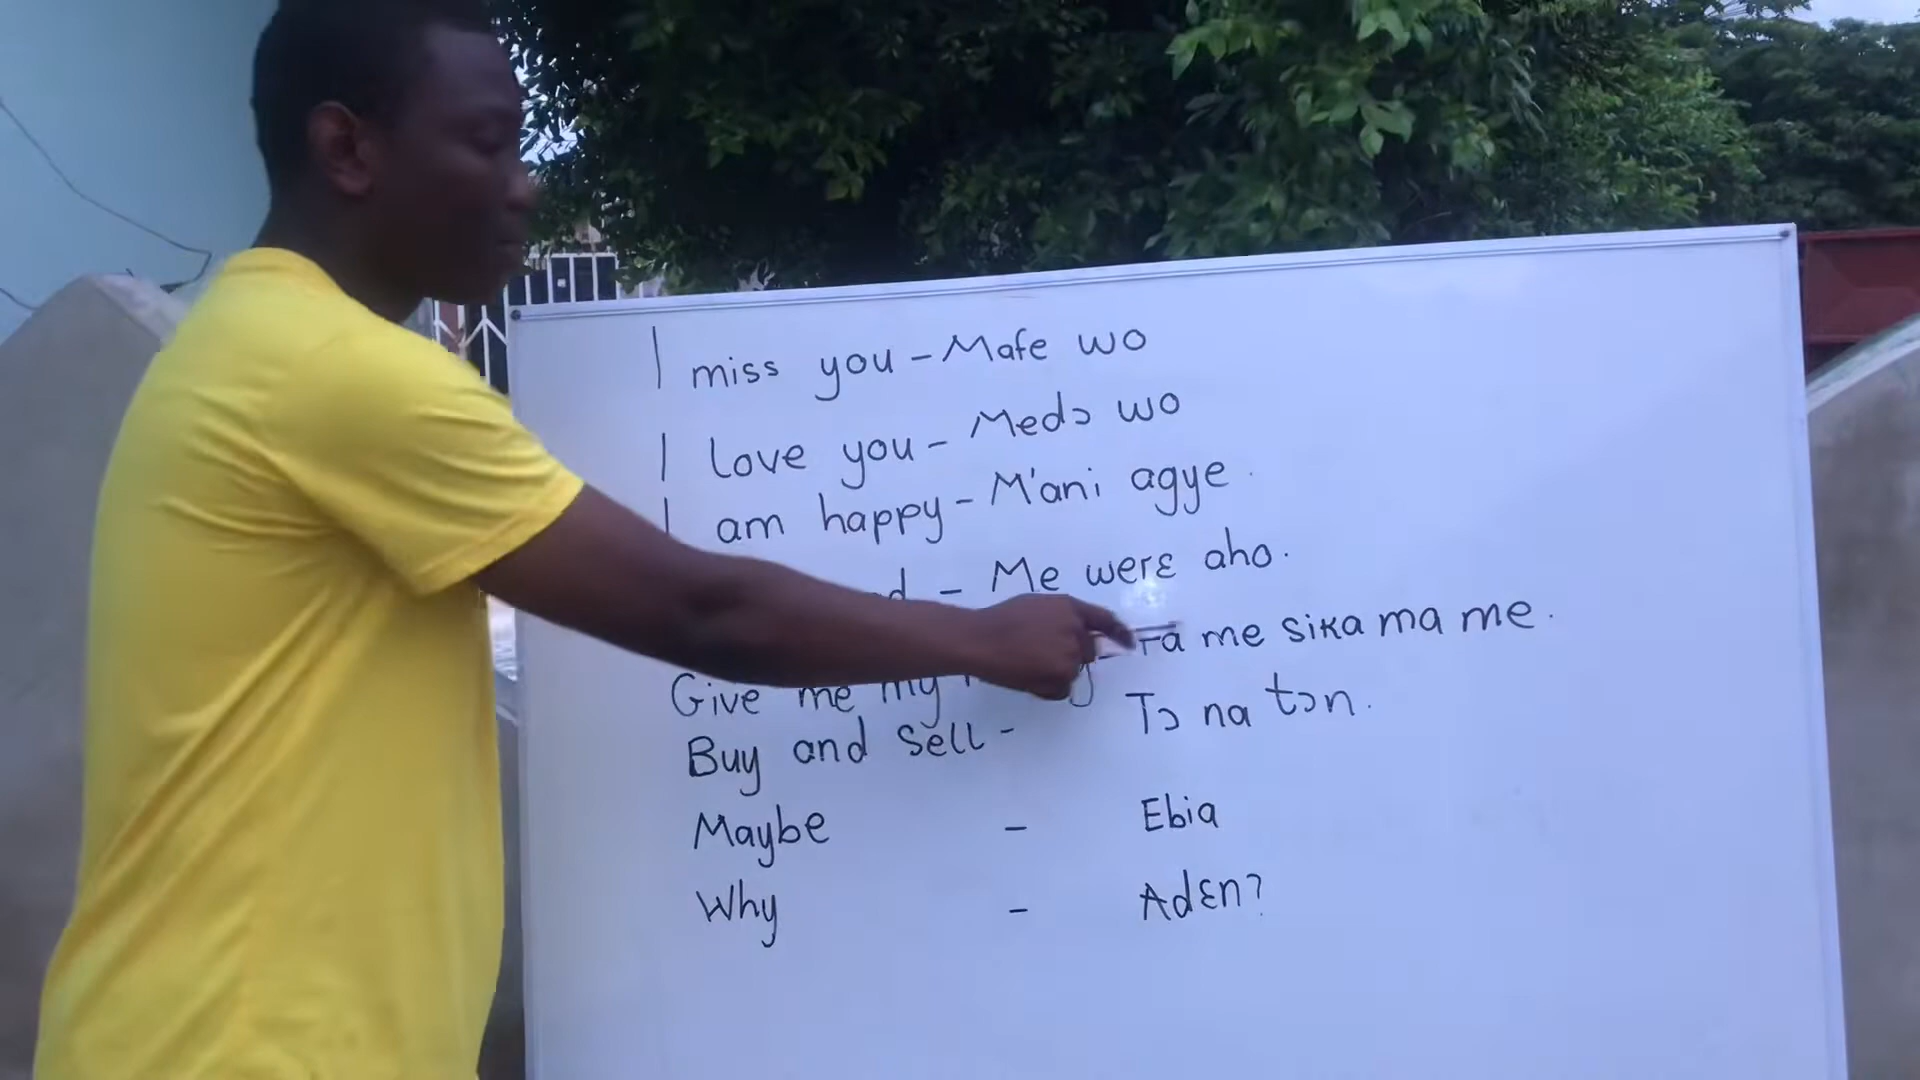 I miss you - Mafe wo
I love you - Medɔ wo
I am happy - M'ani agye.
- Me werɛ aho.
Give me my - me sika ma me.
Buy and sell - Tɔ na tɔn.
Maybe - Ebia
Why - Adɛn?